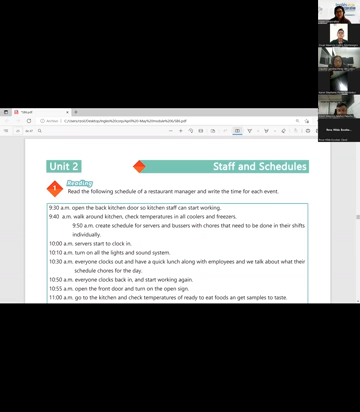 Unit 2
Staff and Schedules
1
Reading
Read the following schedule of a restaurant manager and write the time for each event.
9:30 a.m. open the back kitchen door so kitchen staff can start working.
9:40 a.m. walk around kitchen, check temperatures in all coolers and freezers.
9:50 a.m. create schedule for servers and bussers with chores that need to be done in their shifts
individually.
10:00 a.m. servers start to clock in.
10:10 a.m. turn on all the lights and sound system.
10:30 a.m. everyone clocks out and have a quick lunch along with employees and we talk about what their
schedule chores for the day.
10:50 a.m. everyone clocks back in, and start working again.
10:55 a.m. open the front door and turn on the open sign.
11:00 a.m. go to the kitchen and check temperatures of ready to eat foods an get samples to taste.